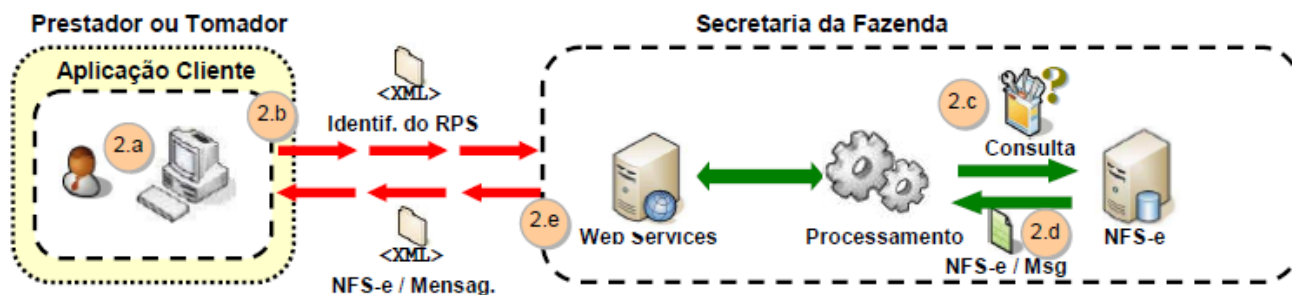 Prestador ou Tomador
Secretaria da Fazenda
Aplicação Cliente
2.a
2.b
<XML>
Identif. do RPS
2.c
?
Consulta
2.e
Web Services
Processamento
2.d
NFS-e
NFS-e / Msg
<XML>
NFS-e / Mensag.